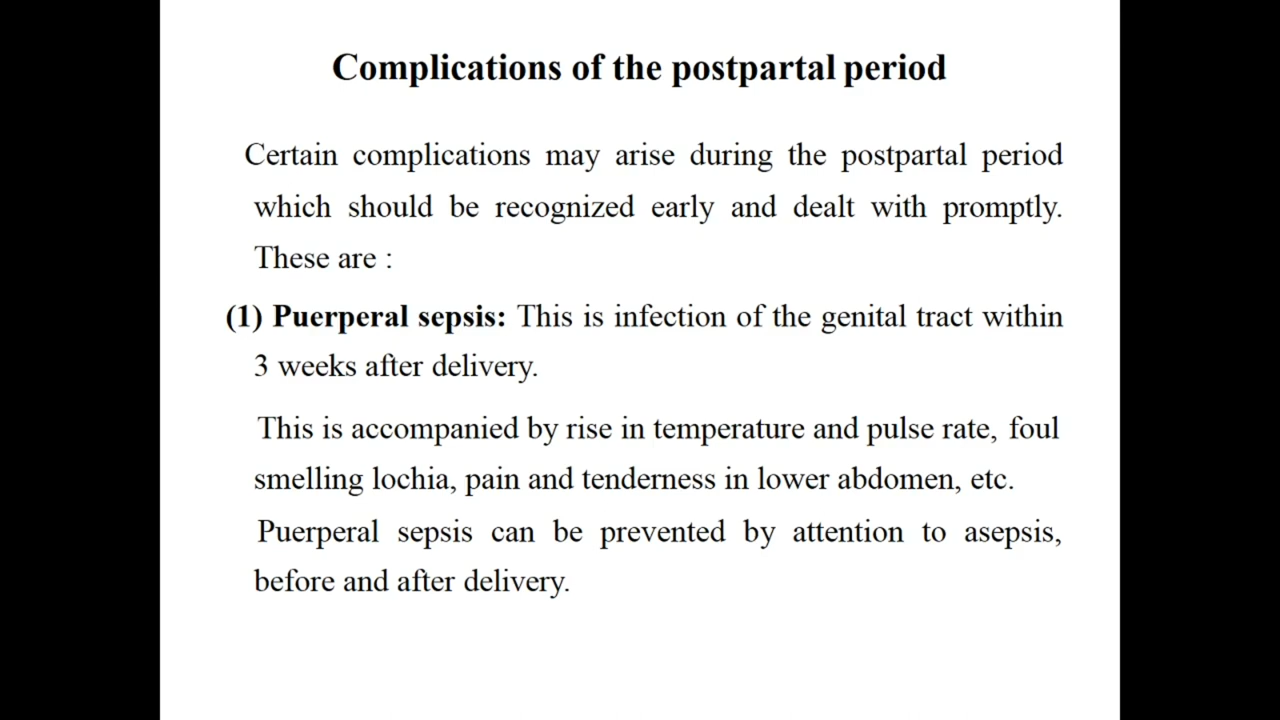 Complications of the postpartal period
Certain complications may arise during the postpartal period
which should be recognized early and dealt with promptly.
These are :
(1) Puerperal sepsis: This is infection of the genital tract within
3 weeks after delivery.
This is accompanied by rise in temperature and pulse rate, foul
smelling lochia, pain and tenderness in lower abdomen, etc.
Puerperal sepsis can be prevented by attention to asepsis,
before and after delivery.